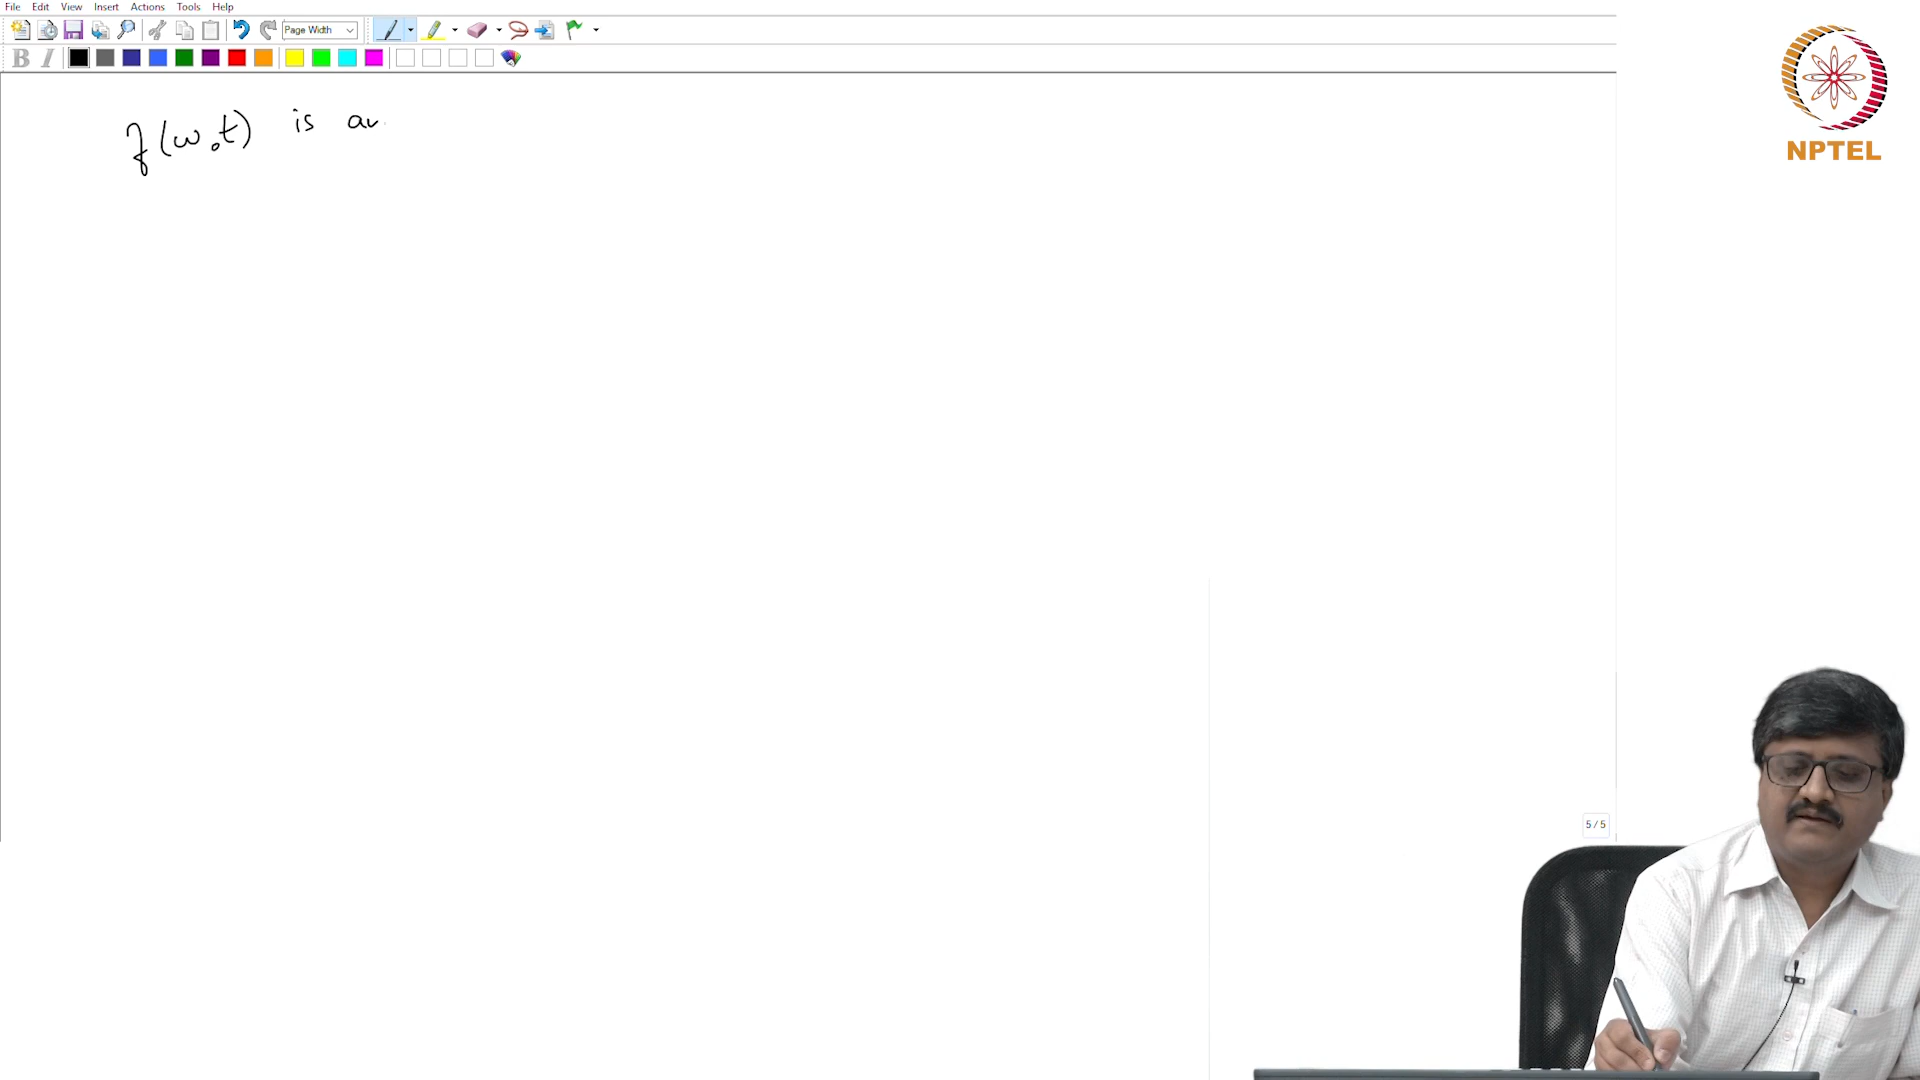 File Edit View Insert Actions Tools Help
Page Width
B I
f(ω₀t) is an
5 / 5
NPTEL